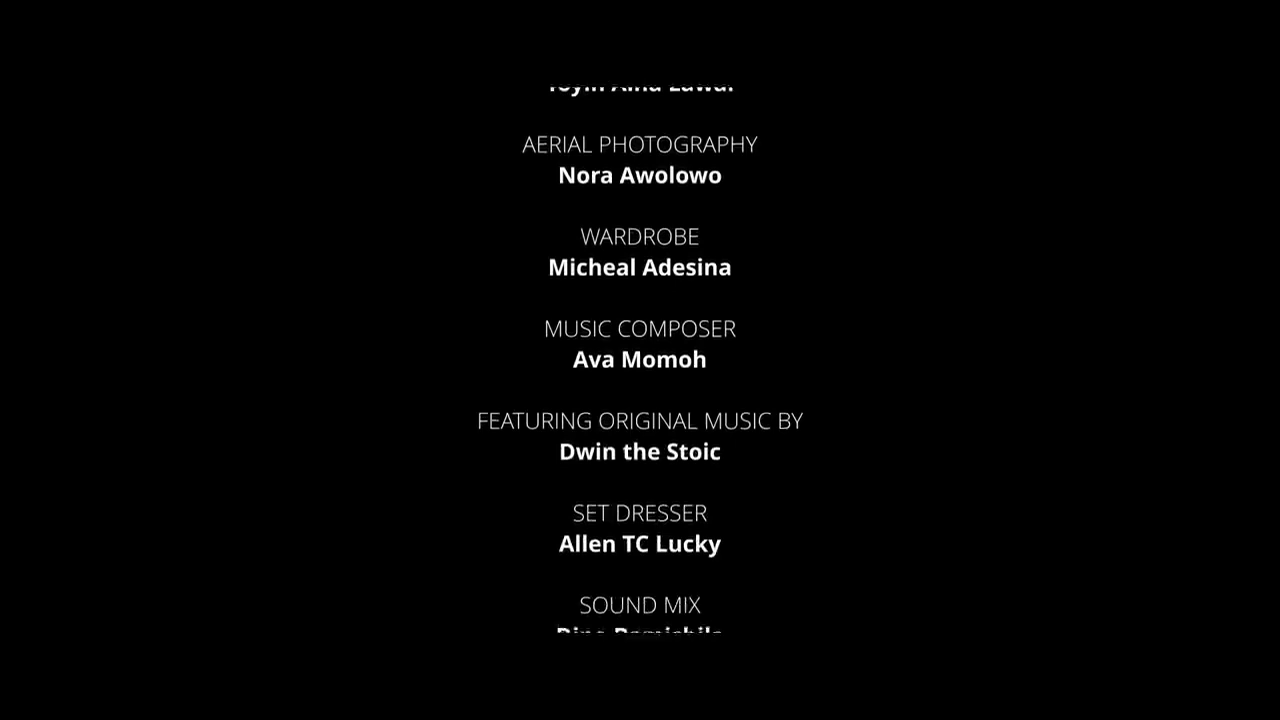 AERIAL PHOTOGRAPHY
Nora Awolowo
WARDROBE
Micheal Adesina
MUSIC COMPOSER
Ava Momoh
FEATURING ORIGINAL MUSIC BY
Dwin the Stoic
SET DRESSER
Allen TC Lucky
SOUND MIX